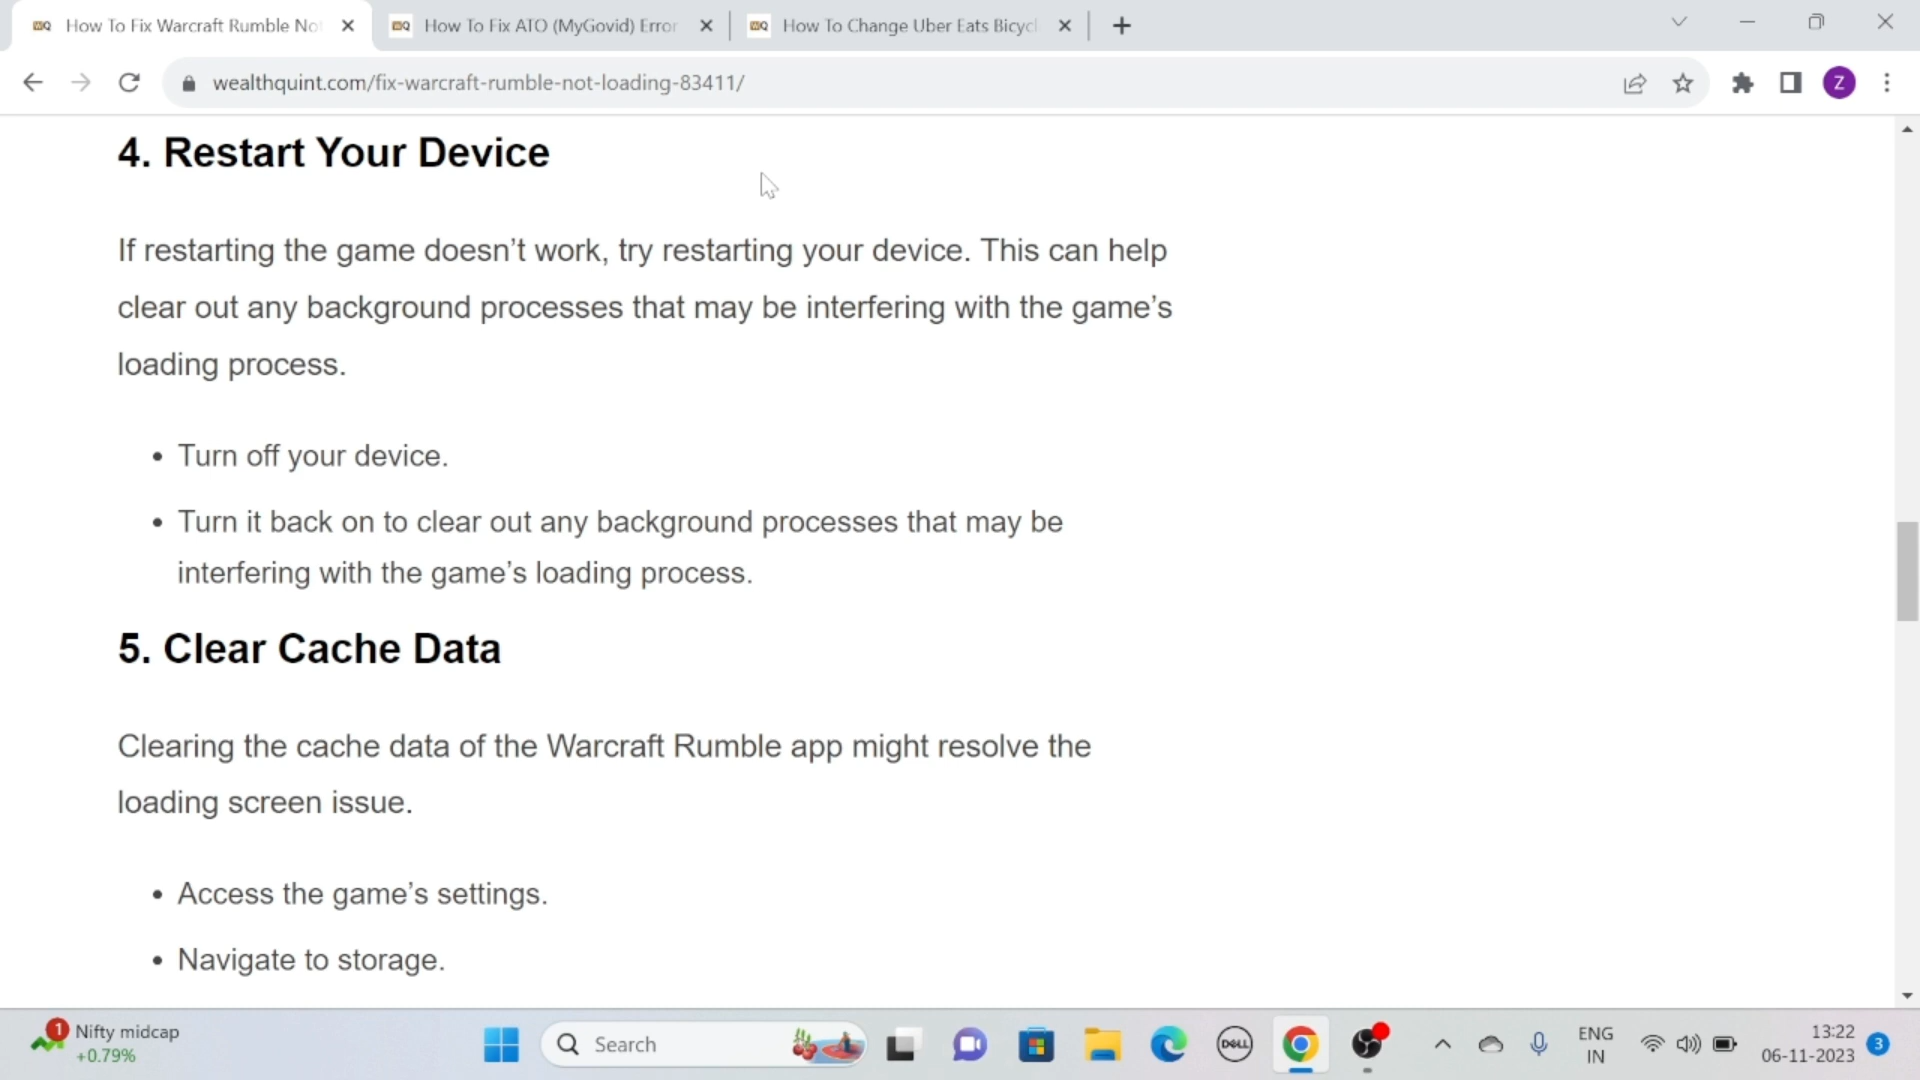 How To Fix Warcraft Rumble No
How To Fix ATO (MyGovid) Error
How To Change Uber Eats Bicycl
wealthquint.com/fix-warcraft-rumble-not-loading-83411/
Z
4. Restart Your Device
If restarting the game doesn’t work, try restarting your device. This can help
clear out any background processes that may be interfering with the game’s
loading process.
• Turn off your device.
• Turn it back on to clear out any background processes that may be
interfering with the game’s loading process.
5. Clear Cache Data
Clearing the cache data of the Warcraft Rumble app might resolve the
loading screen issue.
• Access the game’s settings.
• Navigate to storage.
1
Nifty midcap
+0.79%
Search
DELL
ENG
IN
13:22
06-11-2023
3